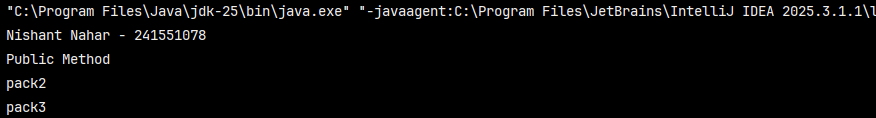 "C:\Program Files\Java\jdk-25\bin\java.exe" "-javaagent:C:\Program Files\JetBrains\IntelliJ IDEA 2025.3.1.1\l
Nishant Nahar - 241551078
Public Method
pack2
pack3